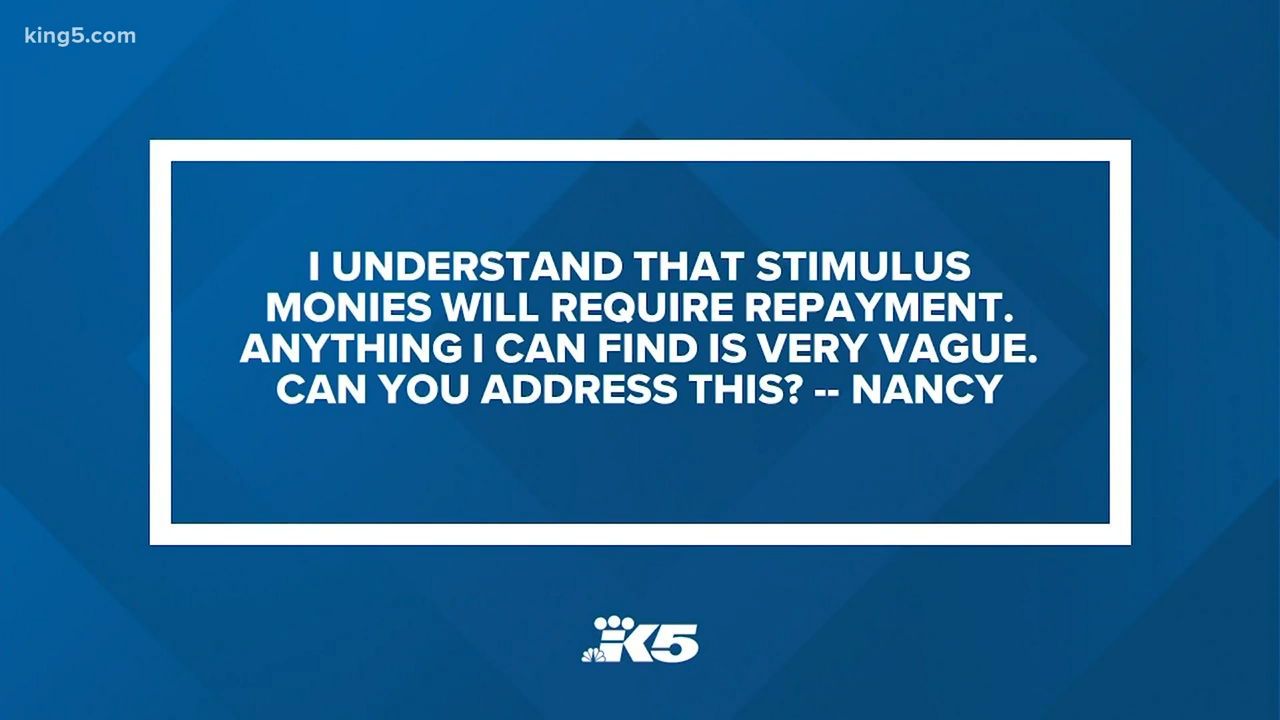 king5.com
I UNDERSTAND THAT STIMULUS
MONIES WILL REQUIRE REPAYMENT.
ANYTHING I CAN FIND IS VERY VAGUE.
CAN YOU ADDRESS THIS? -- NANCY
K5